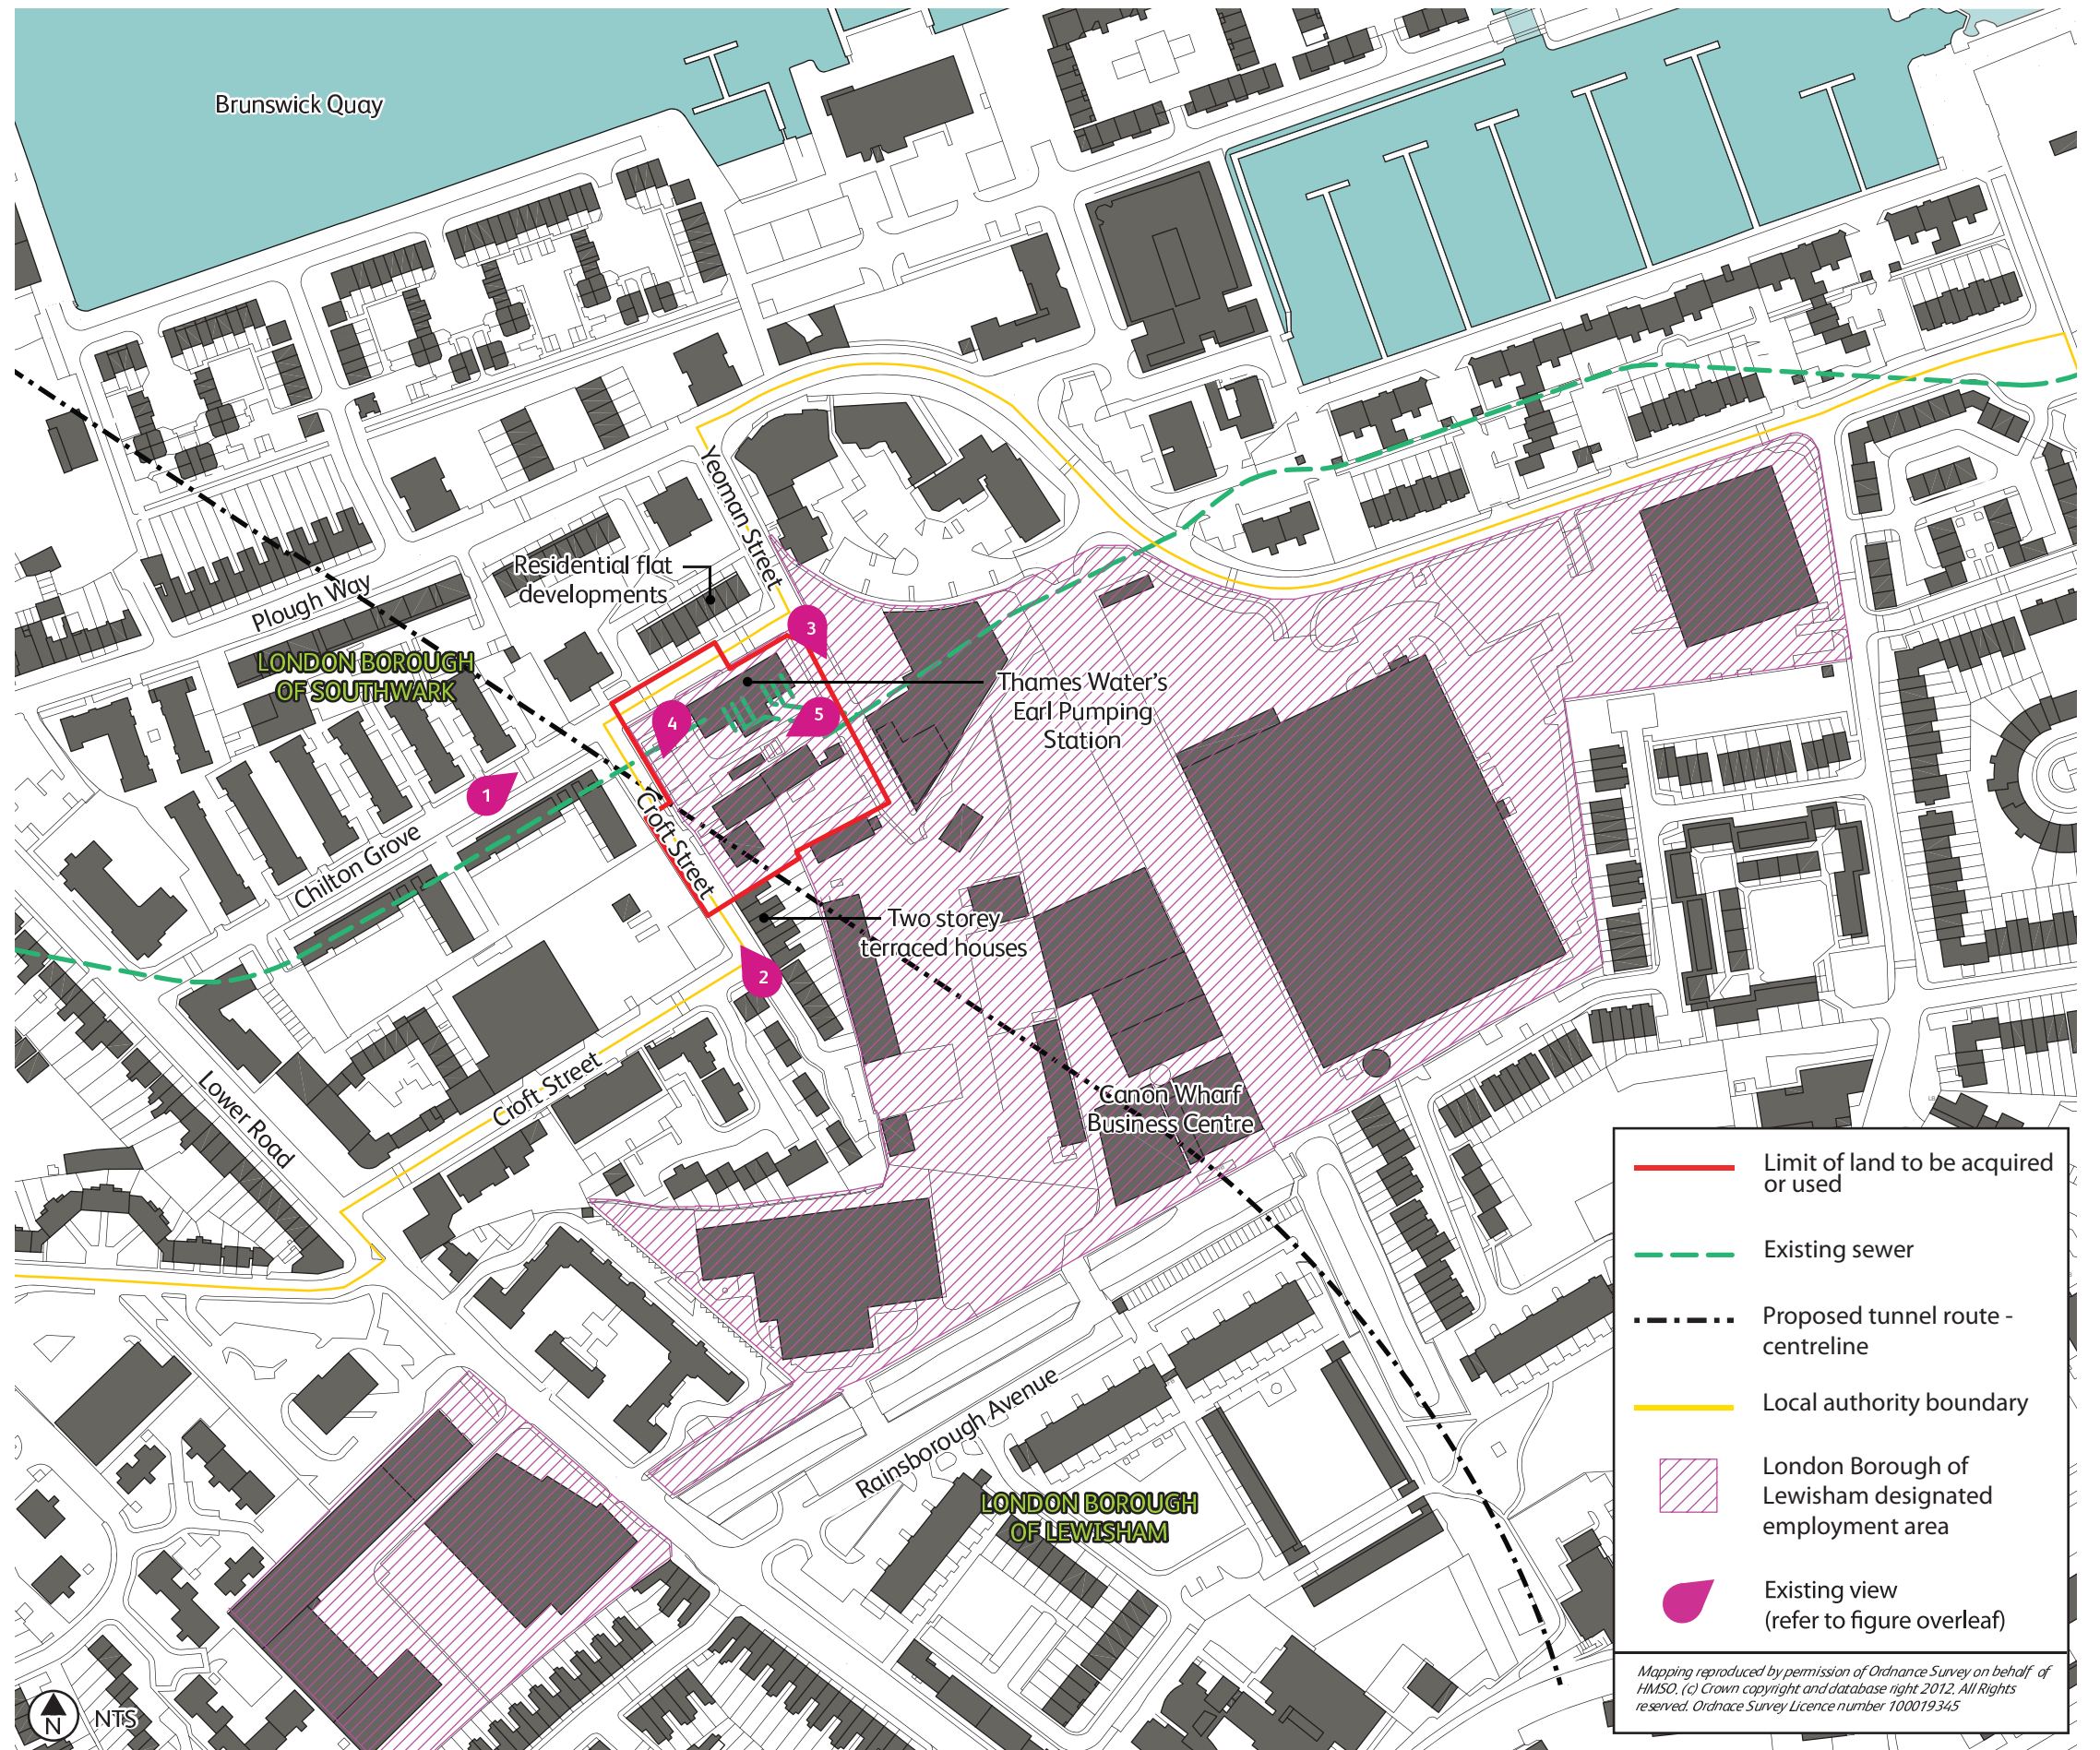 Brunswick Quay
Yeoman Street
Residential flat
developments
Plough Way
LONDON BOROUGH
OF SOUTHWARK
3
Thames Water's
Earl Pumping
Station
4
5
1
Croft Street
Chilton Grove
Two storey
terraced houses
2
Croft Street
Lower Road
Canon Wharf
Business Centre
Rainsborough Avenue
LONDON BOROUGH
OF LEWISHAM
Limit of land to be acquired
or used
Existing sewer
Proposed tunnel route -
centreline
Local authority boundary
London Borough of
Lewisham designated
employment area
Existing view
(refer to figure overleaf)
Mapping reproduced by permission of Ordnance Survey on behalf of
HMSO. (c) Crown copyright and database right 2012. All Rights
reserved. Ordnace Survey Licence number 100019345
N
NTS